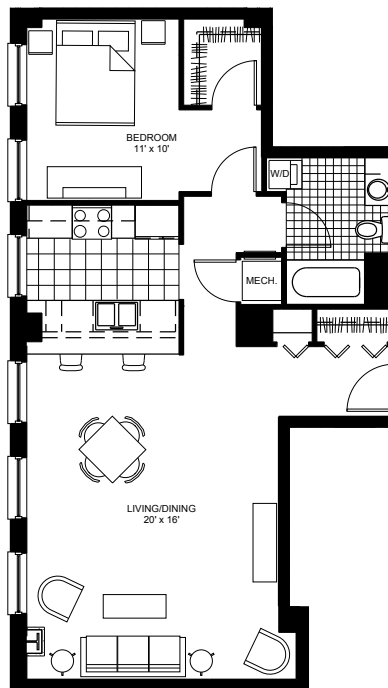 BEDROOM
11' x 10'
W/D
MECH.
LIVING/DINING
20' x 16'